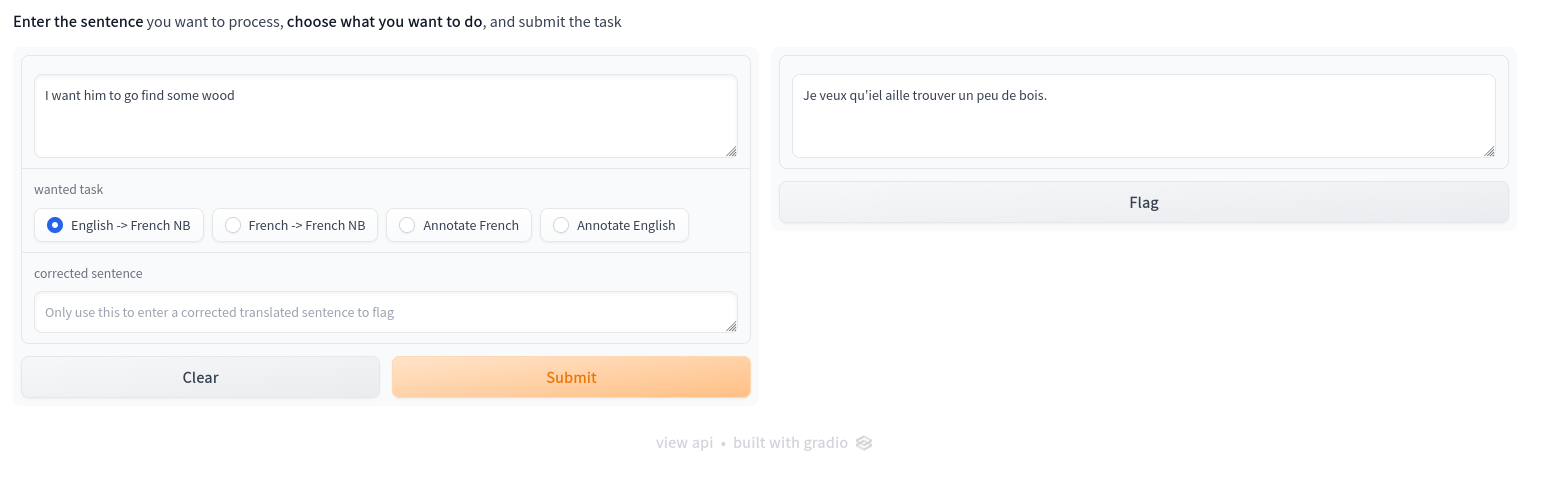 Enter the sentence you want to process, choose what you want to do, and submit the task
I want him to go find some wood
wanted task
English -> French NB
French -> French NB
Annotate French
Annotate English
corrected sentence
Only use this to enter a corrected translated sentence to flag
Clear
Submit
Je veux qu'iel aille trouver un peu de bois.
Flag
view api • built with gradio